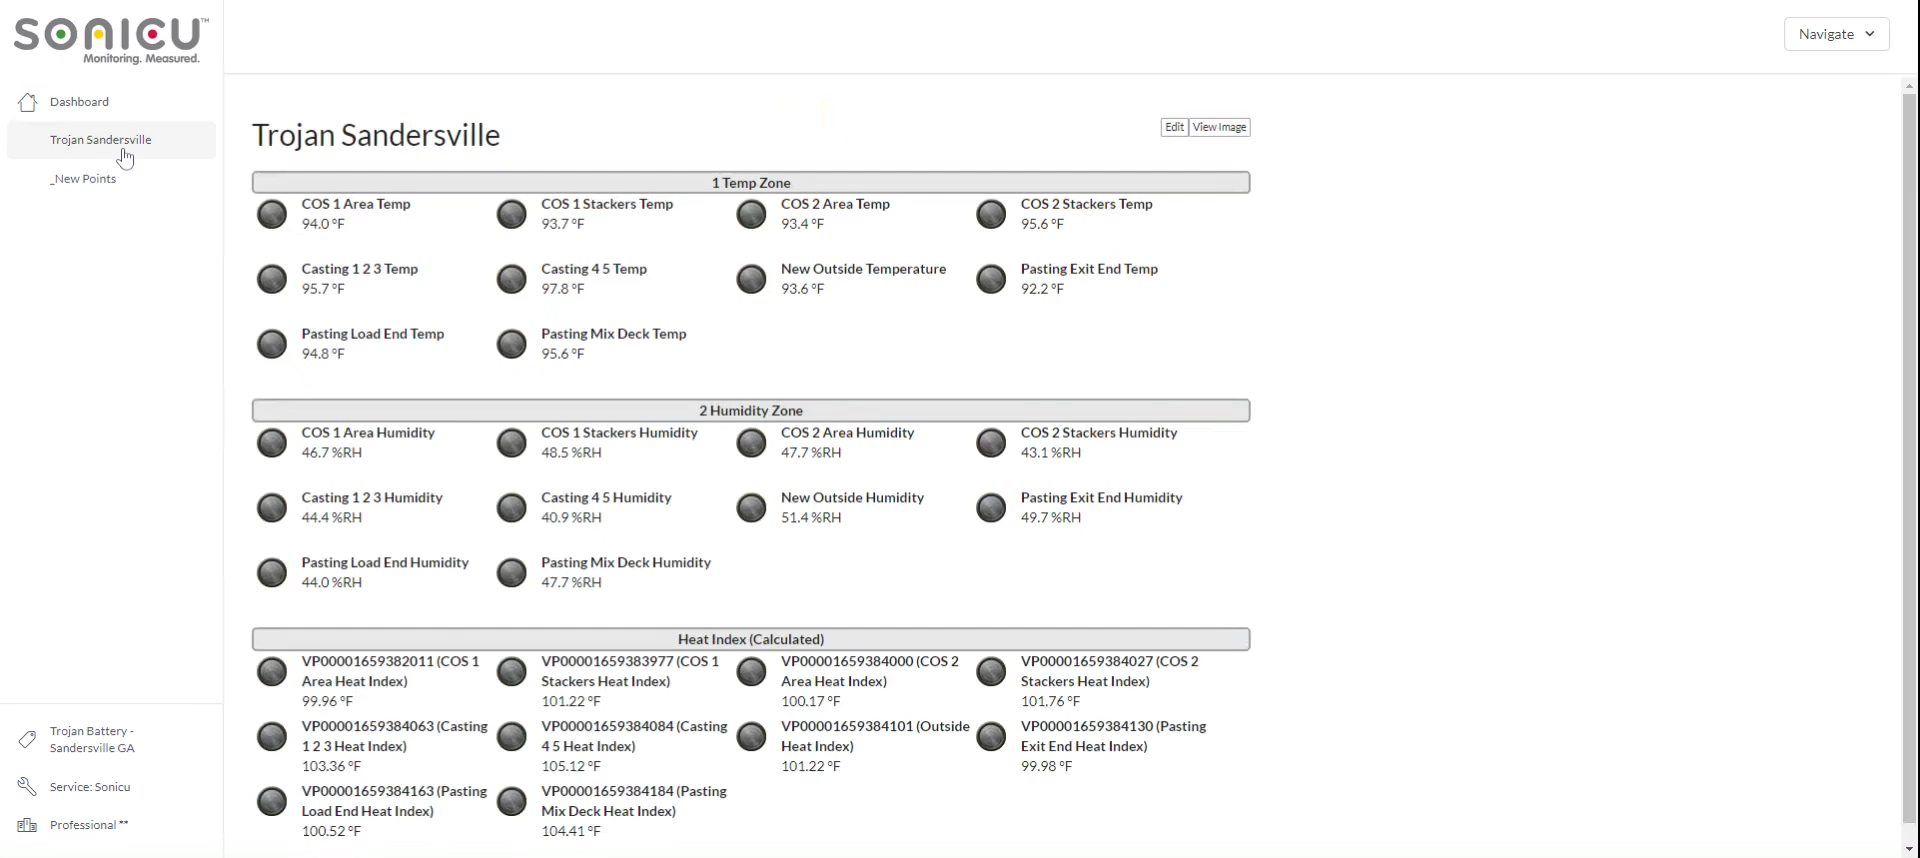 SONICU™
Monitoring. Measured.
Navigate
Dashboard
Trojan Sandersville
_New Points
Trojan Sandersville
Edit View Image
1 Temp Zone
COS 1 Area Temp
94.0 °F
COS 1 Stackers Temp
93.7 °F
COS 2 Area Temp
93.4 °F
COS 2 Stackers Temp
95.6 °F
Casting 1 2 3 Temp
95.7 °F
Casting 4 5 Temp
97.8 °F
New Outside Temperature
93.6 °F
Pasting Exit End Temp
92.2 °F
Pasting Load End Temp
94.8 °F
Pasting Mix Deck Temp
95.6 °F
2 Humidity Zone
COS 1 Area Humidity
46.7 %RH
COS 1 Stackers Humidity
48.5 %RH
COS 2 Area Humidity
47.7 %RH
COS 2 Stackers Humidity
43.1 %RH
Casting 1 2 3 Humidity
44.4 %RH
Casting 4 5 Humidity
40.9 %RH
New Outside Humidity
51.4 %RH
Pasting Exit End Humidity
49.7 %RH
Pasting Load End Humidity
44.0 %RH
Pasting Mix Deck Humidity
47.7 %RH
Heat Index (Calculated)
VP00001659382011 (COS 1
Area Heat Index)
99.96 °F
VP00001659383977 (COS 1
Stackers Heat Index)
101.22 °F
VP00001659384000 (COS 2
Area Heat Index)
100.17 °F
VP00001659384027 (COS 2
Stackers Heat Index)
101.76 °F
VP00001659384063 (Casting
1 2 3 Heat Index)
103.36 °F
VP00001659384084 (Casting
4 5 Heat Index)
105.12 °F
VP00001659384101 (Outside
Heat Index)
101.22 °F
VP00001659384130 (Pasting
Exit End Heat Index)
99.98 °F
VP00001659384163 (Pasting
Load End Heat Index)
100.52 °F
VP00001659384184 (Pasting
Mix Deck Heat Index)
104.41 °F
Trojan Battery -
Sandersville GA
Service: Sonicu
Professional **